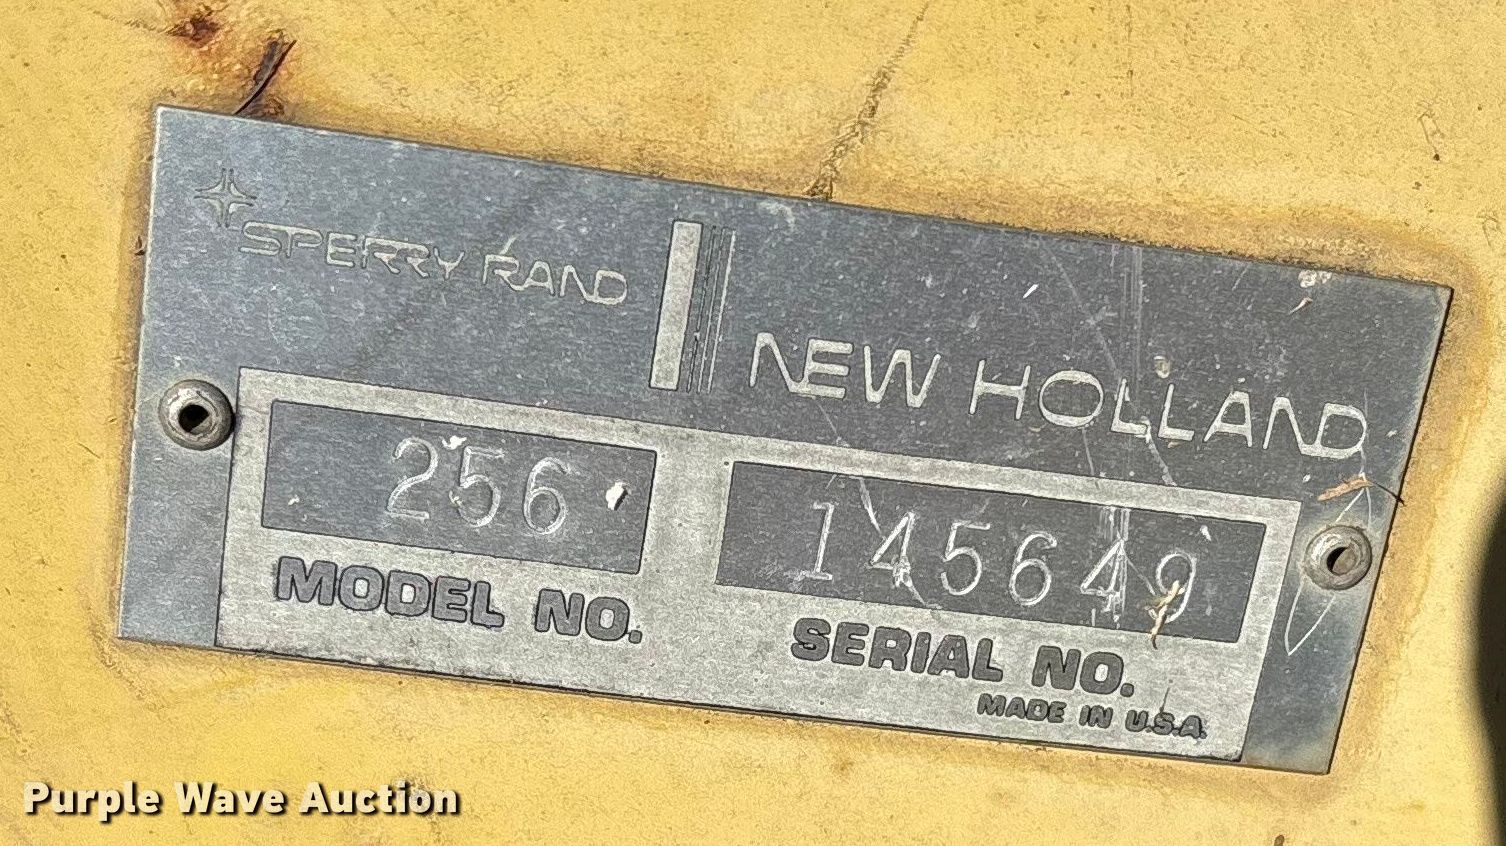 SPERRY RAND
NEW HOLLAND
256
145649
MODEL NO.
SERIAL NO.
MADE IN U.S.A.
Purple Wave Auction